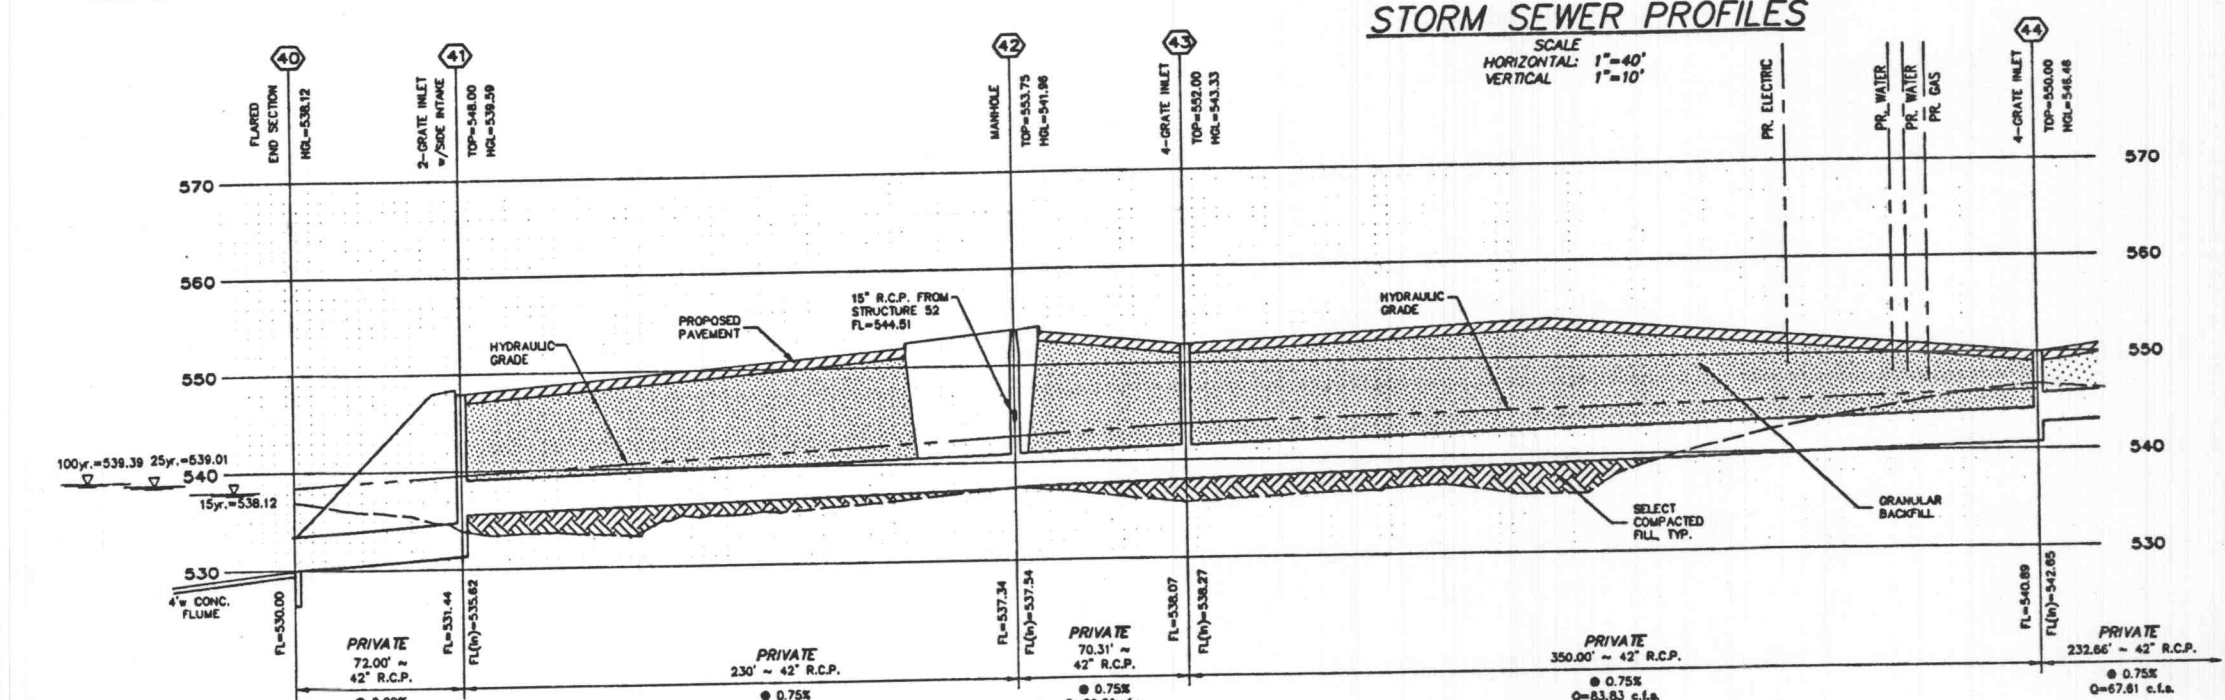 STORM SEWER PROFILES
SCALE
HORIZONTAL: 1"=40'
VERTICAL 1"=10'
40
FLARED
END SECTION
HGL=538.12
41
2-GRATE INLET
w/SIDE INTAKE
TOP=548.00
HGL=539.59
42
MANHOLE
TOP=553.75
HGL=541.96
43
4-GRATE INLET
TOP=552.00
HGL=543.33
PR. ELECTRIC
PR. WATER
PR. WATER
PR. GAS
44
4-GRATE INLET
TOP=550.00
HGL=546.46
570
570
560
560
550
550
540
540
530
530
15" R.C.P. FROM
STRUCTURE 52
FL=544.51
PROPOSED
PAVEMENT
HYDRAULIC
GRADE
HYDRAULIC
GRADE
100yr.=539.39 25yr.=539.01
15yr.=538.12
GRANULAR
BACKFILL
SELECT
COMPACTED
FILL, TYP.
4'w CONC.
FLUME
FL=530.00
FL=531.44
FL(in)=535.62
FL=537.34
FL(in)=537.54
FL=538.07
FL(in)=538.27
FL=540.89
FL(in)=542.65
PRIVATE
72.00' ~
42" R.C.P.
PRIVATE
230' ~ 42" R.C.P.
@ 0.75%
PRIVATE
70.31' ~
42" R.C.P.
@ 0.75%
PRIVATE
350.00' ~ 42" R.C.P.
@ 0.75%
Q=83.83 c.f.s.
PRIVATE
232.66' ~ 42" R.C.P.
@ 0.75%
Q=67.61 c.f.s.